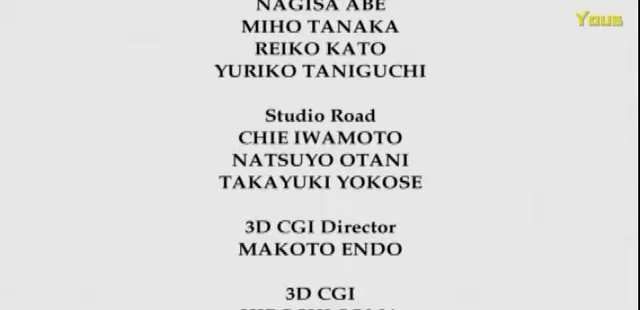 NAGISA ABE
Yous
MIHO TANAKA
REIKO KATO
YURIKO TANIGUCHI
Studio Road
CHIE IWAMOTO
NATSUYO OTANI
TAKAYUKI YOKOSE
3D CGI Director
MAKOTO ENDO
3D CGI